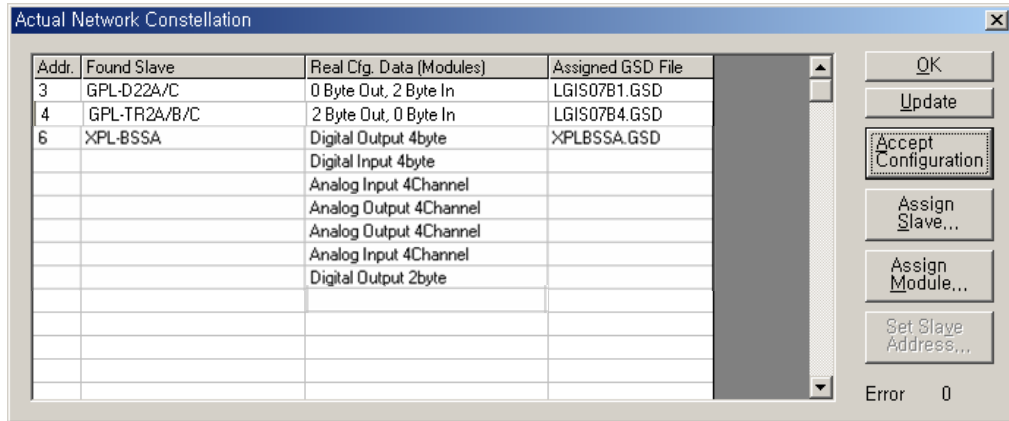 Actual Network Constellation
Addr. Found Slave Real Cfg. Data (Modules) Assigned GSD File
3 GPL-D22A/C 0 Byte Out, 2 Byte In LGIS07B1.GSD
4 GPL-TR2A/B/C 2 Byte Out, 0 Byte In LGIS07B4.GSD
6 XPL-BSSA Digital Output 4byte XPLBSSA.GSD
Digital Input 4byte
Analog Input 4Channel
Analog Output 4Channel
Analog Output 4Channel
Analog Input 4Channel
Digital Output 2byte
OK
Update
Accept
Configuration
Assign
Slave...
Assign
Module...
Set Slave
Address...
Error 0